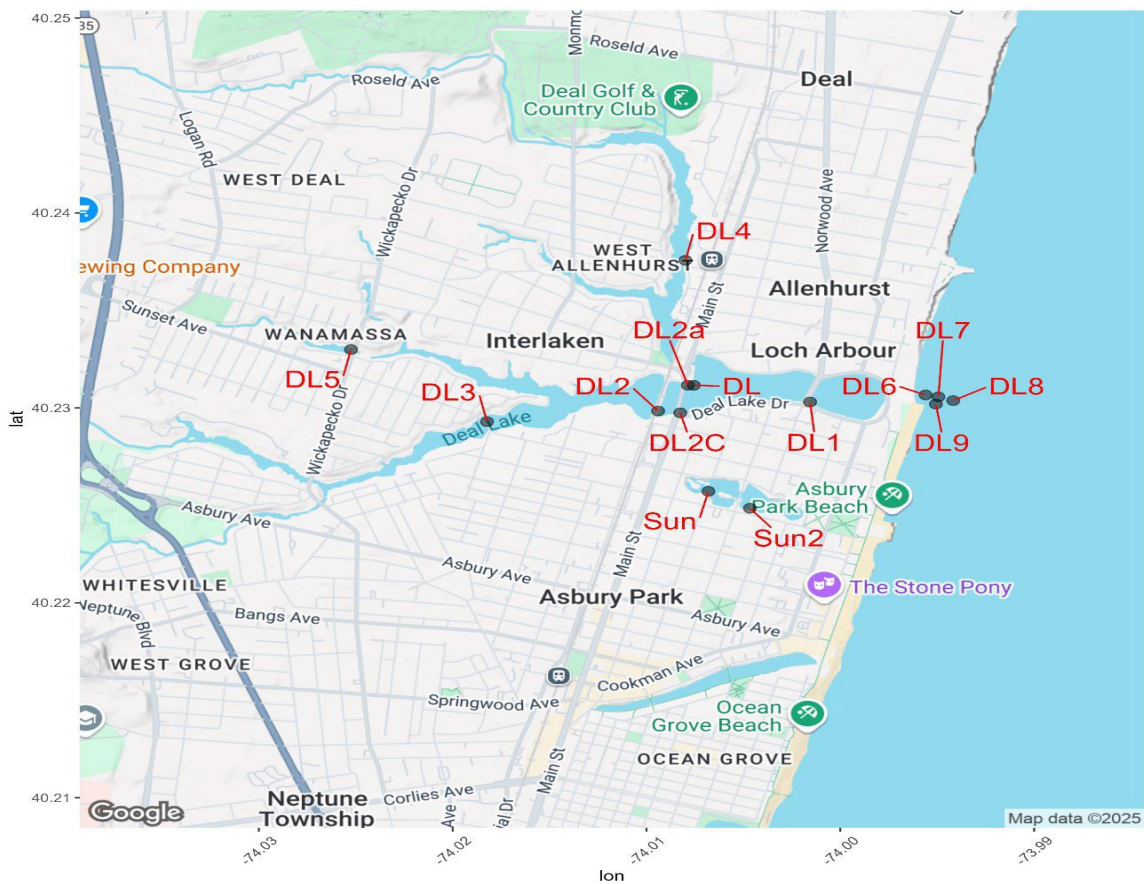 40.25
35
Roseld Ave
Monmo
Roseld Ave
Deal
Deal Golf &
Country Club
Logan Rd
WEST DEAL
Wickapecko Dr
Norwood Ave
40.24
WEST
ALLENHURST
DL4
ewing Company
Main St
Allenhurst
Sunset Ave
WANAMASSA
Interlaken
DL2a
DL7
Loch Arbour
DL5
DL3
DL2
DL
DL6
DL8
40.23
Deal Lake
Deal Lake Dr
DL2C
DL1
DL9
Wickapecko Dr
Asbury
Park Beach
Asbury Ave
Sun
Sun2
Main St
Asbury Ave
The Stone Pony
WHITESVILLE
Asbury Park
40.22
Neptune Blvd
Bangs Ave
Asbury Ave
WEST GROVE
Cookman Ave
Springwood Ave
Ocean
Grove Beach
OCEAN GROVE
Main St
40.21
Neptune
Township
Corlies Ave
ial Dr
Google
Map data ©2025
-74.03
-74.02
-74.01
-74.00
-73.99
lon
lat